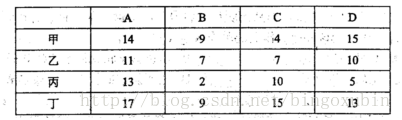 A B C D
甲 14 9 4 15
乙 11 7 7 10
丙 13 2 10 5
丁 17 9 15 13
http://blog.csdn.net/bingoxubin